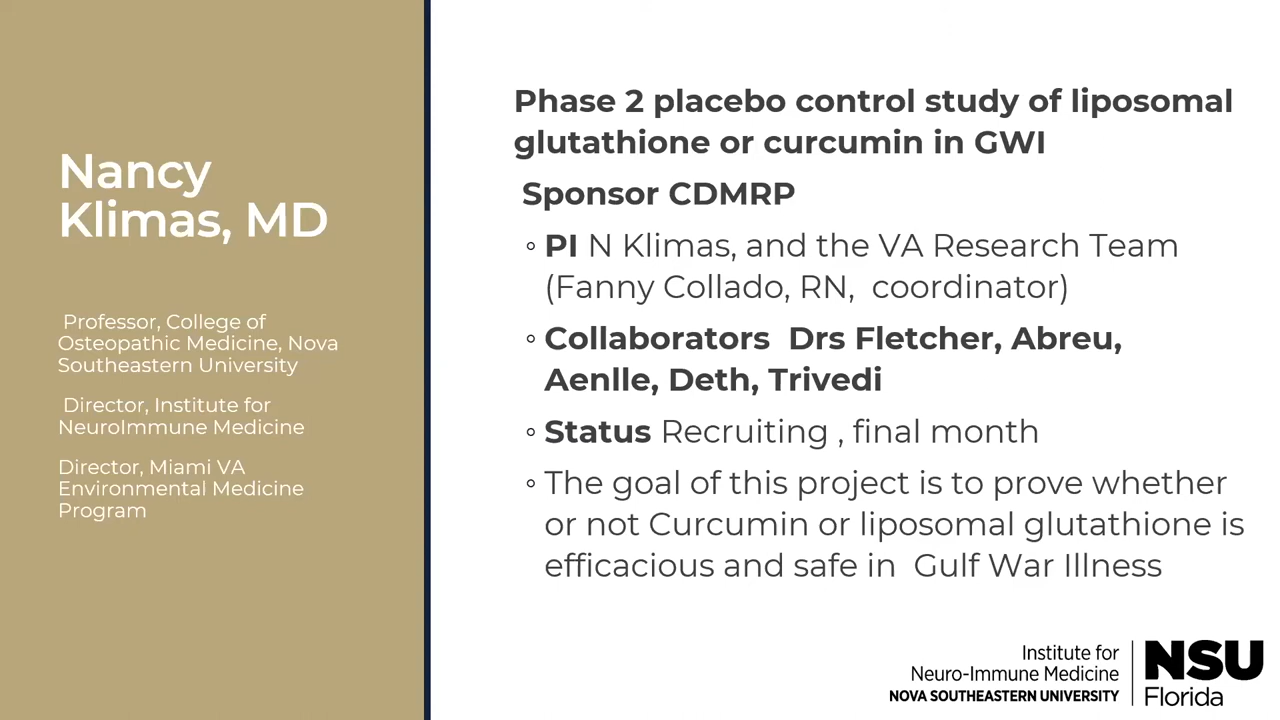 Nancy
Klimas, MD
Professor, College of
Osteopathic Medicine, Nova
Southeastern University
Director, Institute for
NeuroImmune Medicine
Director, Miami VA
Environmental Medicine
Program
Phase 2 placebo control study of liposomal
glutathione or curcumin in GWI
Sponsor CDMRP
◦ PI N Klimas, and the VA Research Team
(Fanny Collado, RN,  coordinator)
◦ Collaborators  Drs Fletcher, Abreu,
Aenlle, Deth, Trivedi
◦ Status Recruiting , final month
◦ The goal of this project is to prove whether
or not Curcumin or liposomal glutathione is
efficacious and safe in  Gulf War Illness
Institute for
Neuro-Immune Medicine
NOVA SOUTHEASTERN UNIVERSITY
NSU
Florida